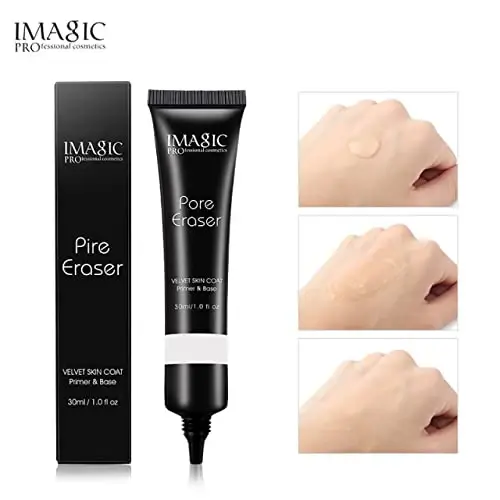 IMAGIC
PROfessional cosmetics
IMAGIC
PROfessional cosmetics
Pire
Eraser
VELVET SKIN COAT
Primer & Base
30ml / 1.0 fl oz
IMAGIC
PROfessional cosmetics
Pore
Eraser
VELVET SKIN COAT
Primer & Base
30ml/1.0 fl oz